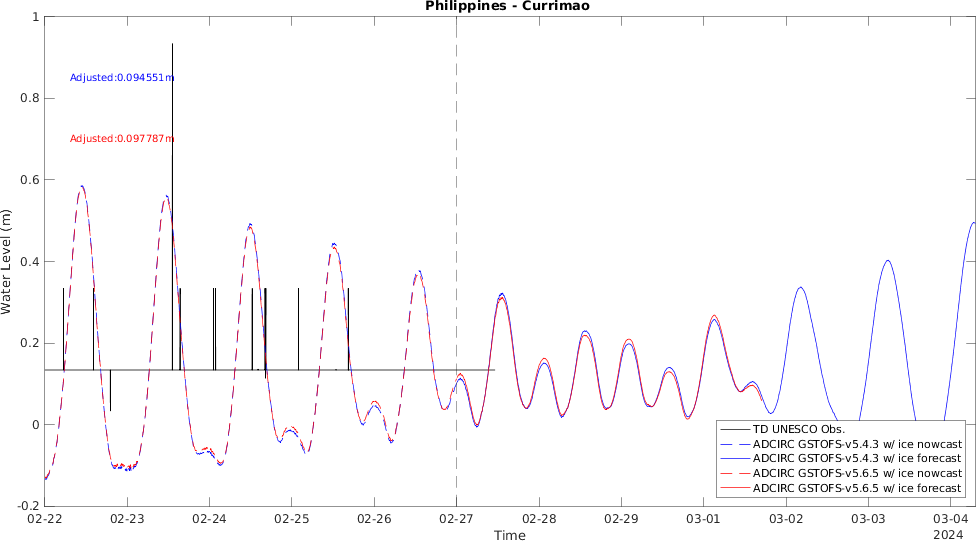 Philippines - Currimao
1
0.8
0.6
0.4
0.2
0
-0.2
Water Level (m)
Adjusted:0.094551m
Adjusted:0.097787m
TD UNESCO Obs.
ADCIRC GSTOFS-v5.4.3 w/ ice nowcast
ADCIRC GSTOFS-v5.4.3 w/ ice forecast
ADCIRC GSTOFS-v5.6.5 w/ ice nowcast
ADCIRC GSTOFS-v5.6.5 w/ ice forecast
02-22 02-23 02-24 02-25 02-26 02-27 02-28 02-29 03-01 03-02 03-03 03-04
Time
2024